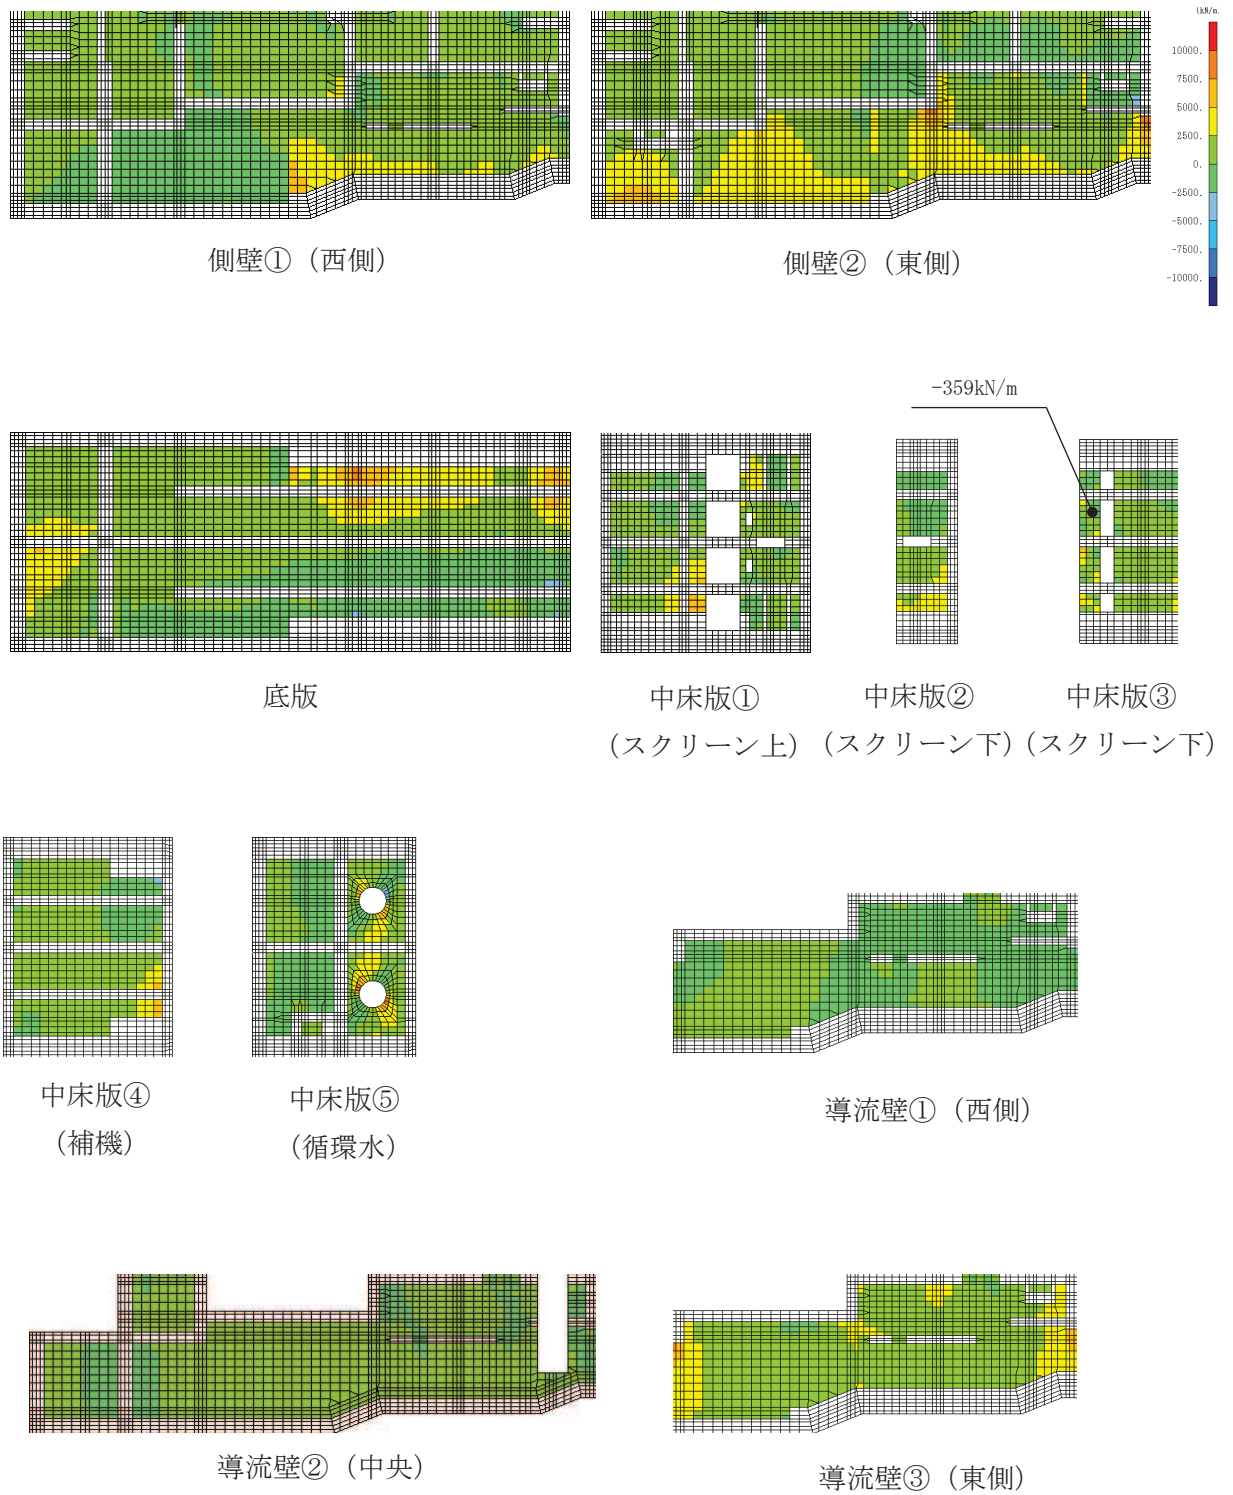 (kN/m.
10000.
7500.
5000.
2500.
0.
-2500.
-5000.
-7500.
-10000.
側壁①（西側）
側壁②（東側）
-359kN/m
底版
中床版①
（スクリーン上）
中床版②
（スクリーン下）
中床版③
（スクリーン下）
中床版④
（補機）
中床版⑤
（循環水）
導流壁①（西側）
導流壁②（中央）
導流壁③（東側）